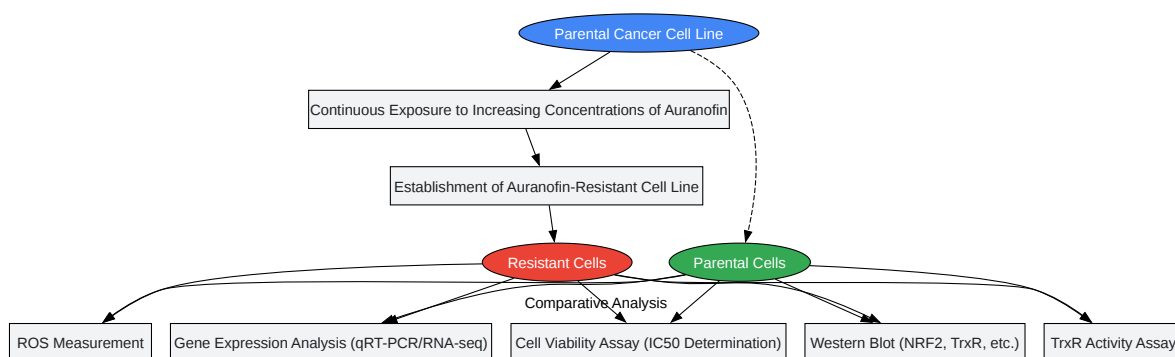 Parental Cancer Cell Line
Continuous Exposure to Increasing Concentrations of Auranofin
Establishment of Auranofin-Resistant Cell Line
Resistant Cells
Parental Cells
Comparative Analysis
ROS Measurement
Gene Expression Analysis (qRT-PCR/RNA-seq)
Cell Viability Assay (IC50 Determination)
Western Blot (NRF2, TrxR, etc.)
TrxR Activity Assay